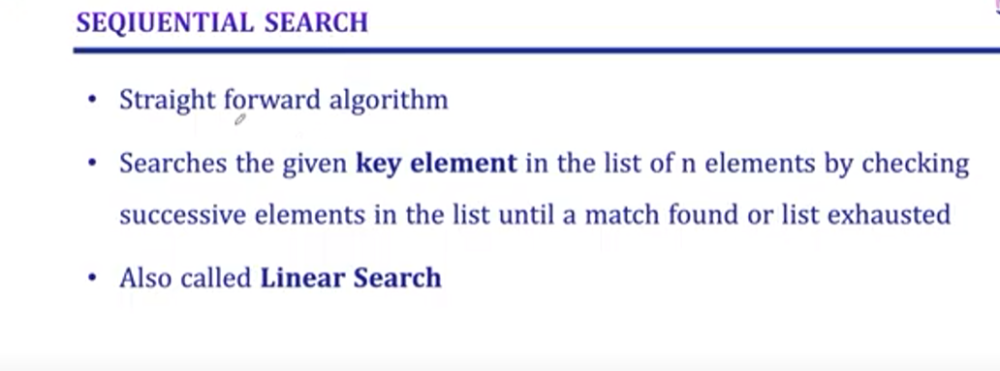 SEQIUENTIAL SEARCH
• Straight forward algorithm
• Searches the given key element in the list of n elements by checking
successive elements in the list until a match found or list exhausted
• Also called Linear Search